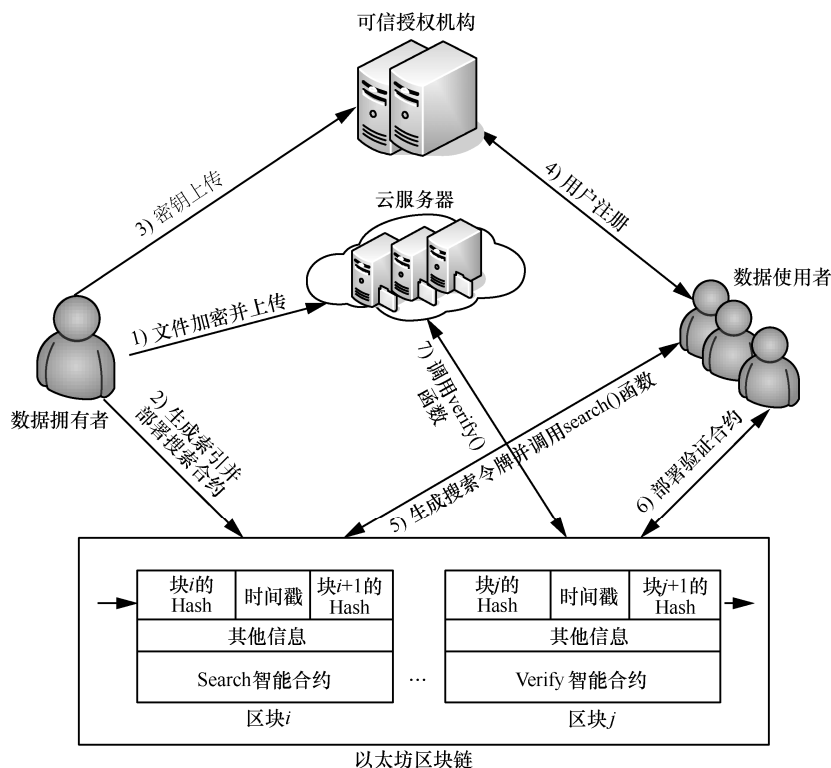 可信授权机构
3) 密钥上传
4) 用户注册
云服务器
数据使用者
1) 文件加密并上传
数据拥有者
2) 生成索引并
部署搜索合约
7) 调用verify()
函数
5) 生成搜索令牌并调用search()函数
6) 部署验证合约
块i的
Hash
时间戳
块i+1的
Hash
其他信息
Search智能合约
区块i
...
块j的
Hash
时间戳
块j+1的
Hash
其他信息
Verify 智能合约
区块j
以太坊区块链